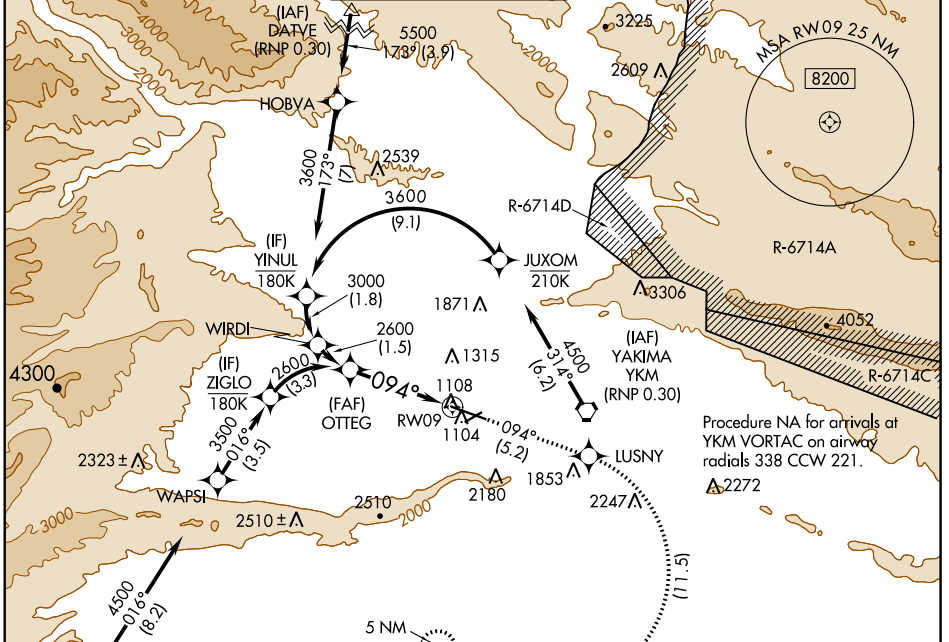 (IAF)
DATVE
(RNP 0.30)
5500
173° (3.9)
3225
2609
MSA RW09 25 NM
8200
4000
3000
2000
HOBVA
3600
173°
(7)
2539
3600
(9.1)
R-6714D
R-6714A
(IF)
YINUL
180K
JUXOM
210K
3000
(1.8)
1871
3306
WIRDI
2600
(1.5)
4052
(IF)
ZIGLO
180K
2600
(3.3)
1315
4500
314°
(6.2)
(IAF)
YAKIMA
YKM
(RNP 0.30)
R-6714C
4300
094°
(FAF)
OTTEG
1108
RW09
1104
094°
(5.2)
Procedure NA for arrivals at
YKM VORTAC on airway
radials 338 CCW 221.
3500
016°
(3.5)
LUSNY
2323 ±
1853
2272
WAPSI
2180
2247
2510 ±
2510
2000
3000
4500
016°
(8.2)
(11.5)
5 NM